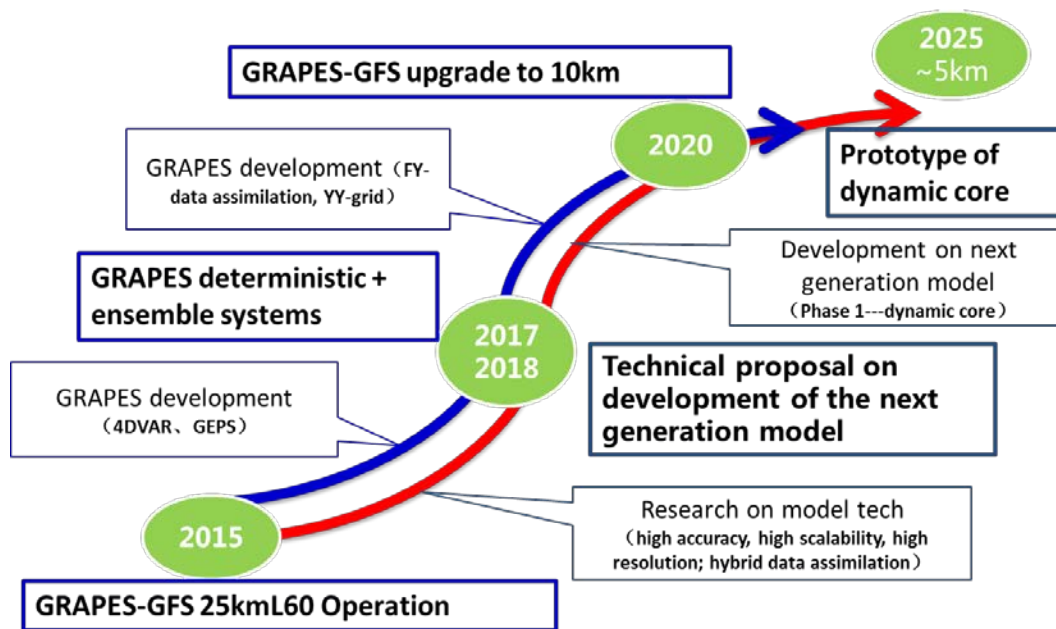 2025
~5km
GRAPES-GFS upgrade to 10km
2020
GRAPES development（FY-
data assimilation, YY-grid）
Prototype of
dynamic core
Development on next
generation model
（Phase 1---dynamic core）
GRAPES deterministic +
ensemble systems
2017
2018
Technical proposal on
development of the next
generation model
GRAPES development
（4DVAR、GEPS）
Research on model tech
（high accuracy, high scalability, high
resolution; hybrid data assimilation）
2015
GRAPES-GFS 25kmL60 Operation